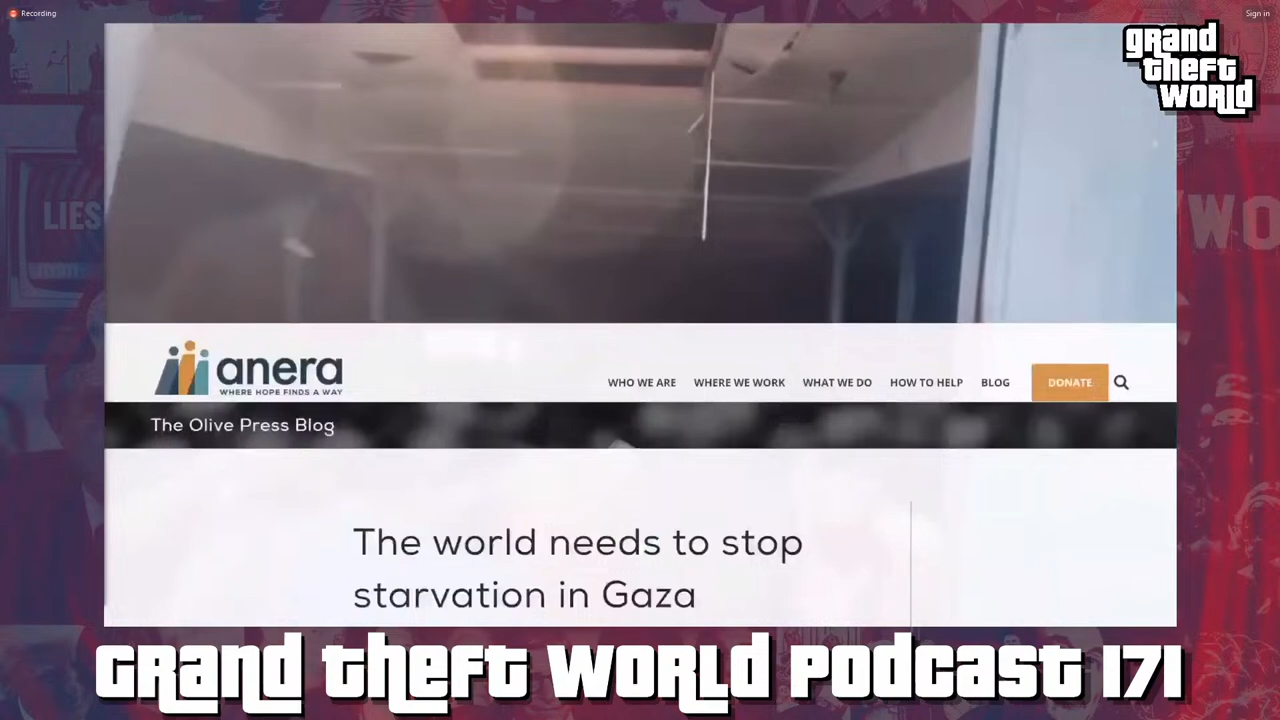 Recording
Sign in
grand
theft
world
LIES
WO
anera
WHERE HOPE FINDS A WAY
WHO WE ARE
WHERE WE WORK
WHAT WE DO
HOW TO HELP
BLOG
DONATE
The Olive Press Blog
The world needs to stop
starvation in Gaza
Grand theft World Podcast 171